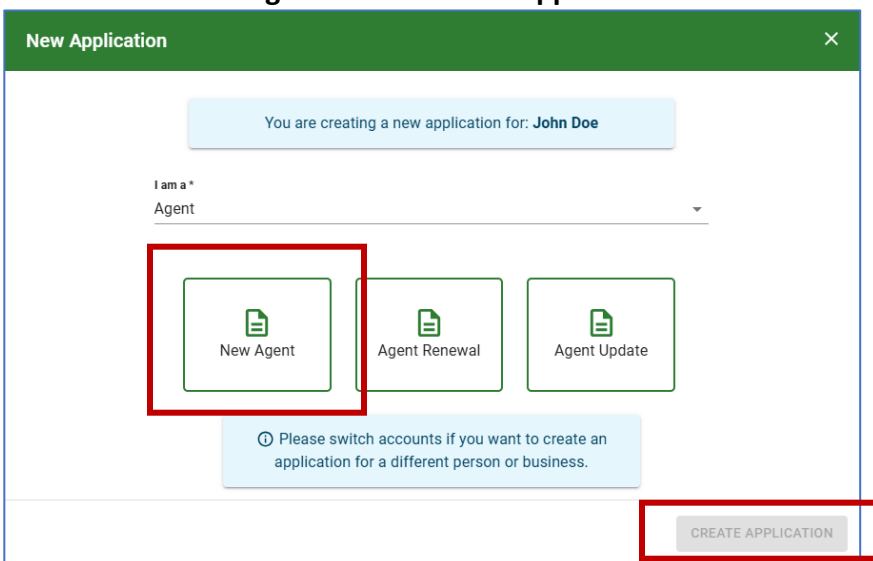 New Application
You are creating a new application for: John Doe
I am a *
Agent
New Agent
Agent Renewal
Agent Update
Please switch accounts if you want to create an
application for a different person or business.
CREATE APPLICATION